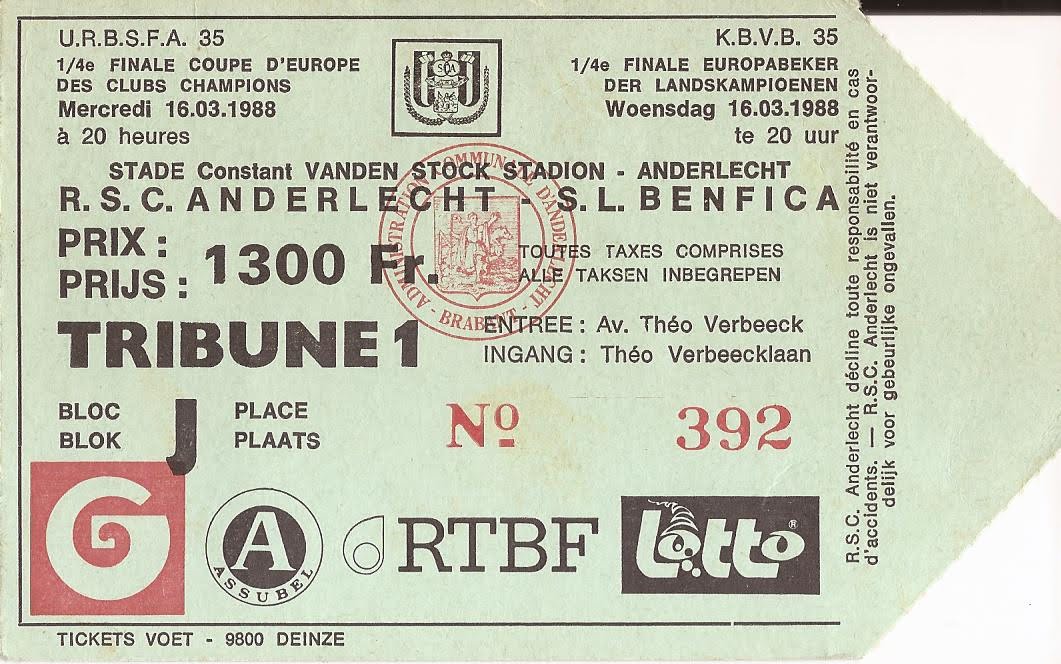 U.R.B.S.F.A. 35
1/4e FINALE COUPE D'EUROPE
DES CLUBS CHAMPIONS
Mercredi 16.03.1988
à 20 heures
K.B.V.B. 35
1/4e FINALE EUROPABEKER
DER LANDSKAMPIOENEN
Woensdag 16.03.1988
te 20 uur
STADE Constant VANDEN STOCK STADION - ANDERLECHT
R.S.C. ANDERLECHT - S.L. BENFICA
PRIX :
PRIJS : 1300 Fr.
TOUTES TAXES COMPRISES
ALLE TAKSEN INBEGREPEN
ADMINISTRATION COMMUNALE D'ANDERLECHT
- BRABANT -
TRIBUNE 1
ENTREE : Av. Théo Verbeeck
INGANG : Théo Verbeecklaan
BLOC
BLOK J
PLACE
PLAATS
Nº 392
G
A
ASSUBEL
RTBF
Lotto®
TICKETS VOET - 9800 DEINZE
R.S.C. Anderlecht décline toute responsabilité en cas
d'accidents. — R.S.C. Anderlecht is niet verantwoor-
delijk voor gebeurlijke ongevallen.